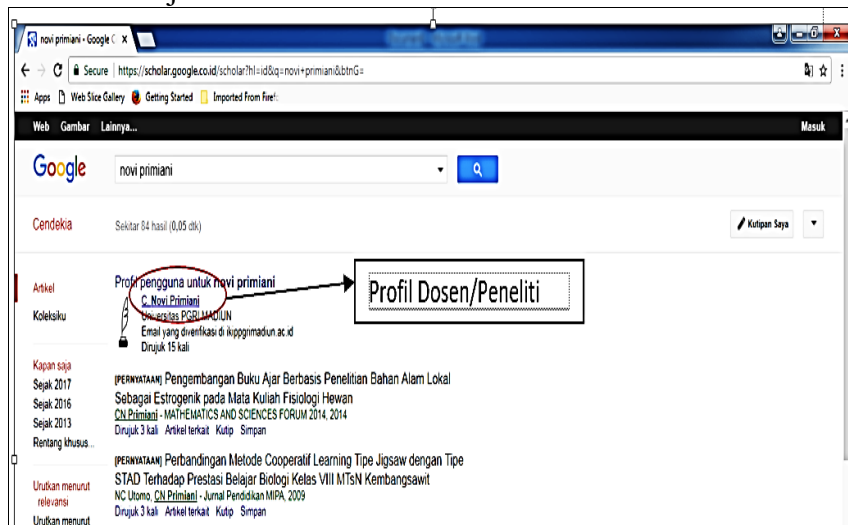 novi primiani - Google C
Secure | https://scholar.google.co.id/scholar?hl=id&q=novi+primiani&btnG=
Apps Web Slice Gallery Getting Started Imported From Firef
Web Gambar Lainnya... Masuk
Google novi primiani
Cendekia Sekitar 84 hasil (0,05 dtk) Kutipan Saya
Artikel
Koleksiku
Kapan saja
Sejak 2017
Sejak 2016
Sejak 2013
Rentang khusus...
Urutkan menurut
relevansi
Urutkan menurut
Profil pengguna untuk novi primiani
C. Novi Primiani
Universitas PGRI MADIUN
Email yang diverifikasi di ikippgrimadiun.ac.id
Dirujuk 15 kali
Profil Dosen/Peneliti
[PERNYATAAN] Pengembangan Buku Ajar Berbasis Penelitian Bahan Alam Lokal
Sebagai Estrogenik pada Mata Kuliah Fisiologi Hewan
CN Primiani - MATHEMATICS AND SCIENCES FORUM 2014, 2014
Dirujuk 3 kali Artikel terkait Kutip Simpan
[PERNYATAAN] Perbandingan Metode Cooperatif Learning Tipe Jigsaw dengan Tipe
STAD Terhadap Prestasi Belajar Biologi Kelas VIII MTsN Kembangsawit
NC Utomo, CN Primiani - Jurnal Pendidikan MIPA, 2009
Dirujuk 3 kali Artikel terkait Kutip Simpan